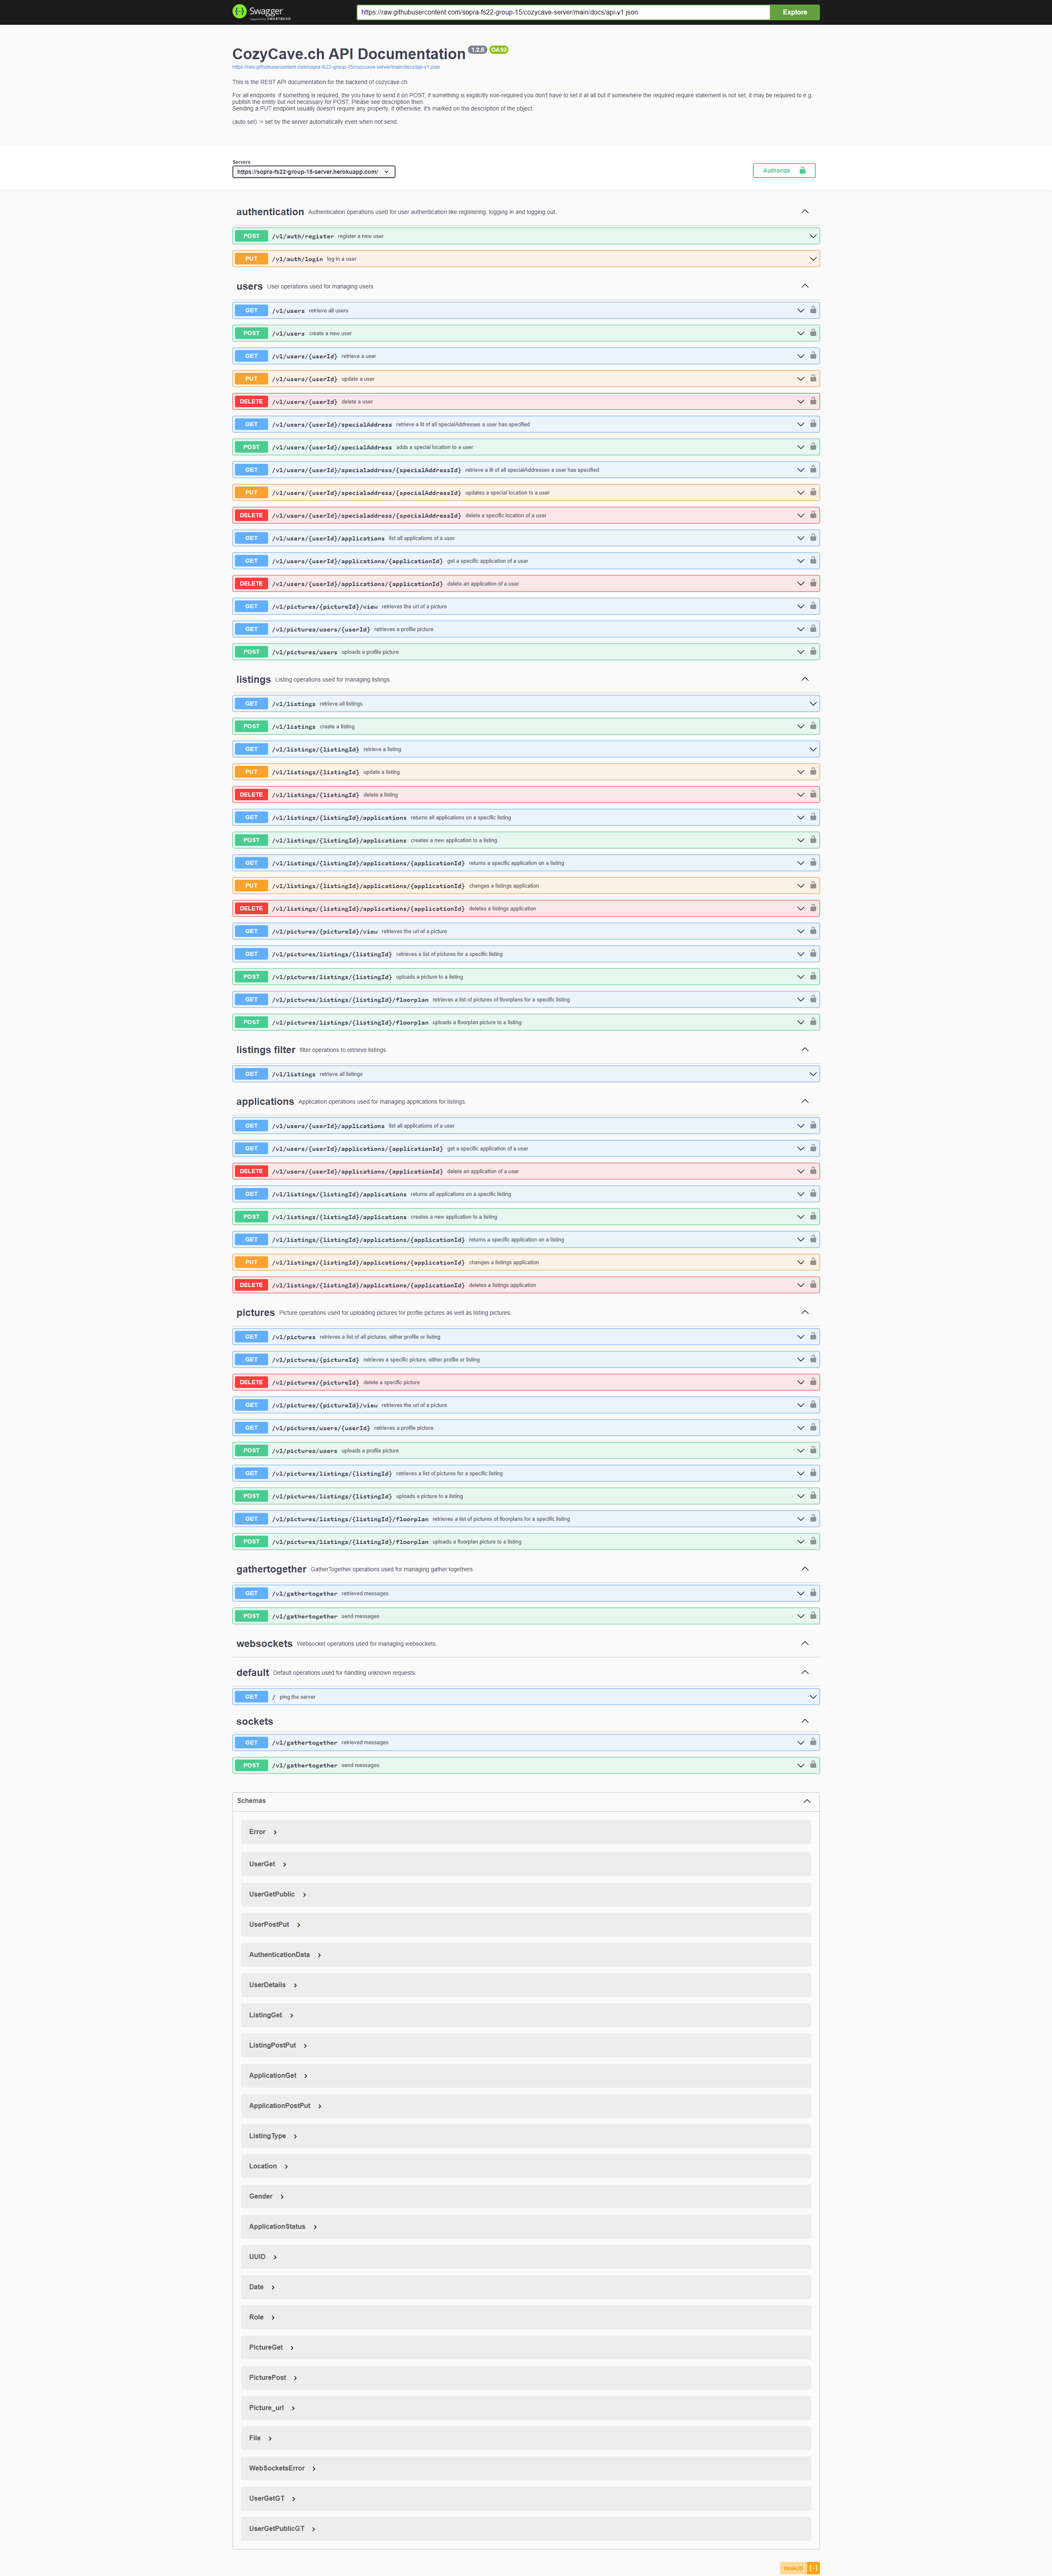 Swagger
Supported by SMARTBEAR
https://raw.githubusercontent.com/sopra-fs22-group-15/cozycave-server/main/docs/api-v1.json
Explore
CozyCave.ch API Documentation 1.2.5 OAS3
https://raw.githubusercontent.com/sopra-fs22-group-15/cozycave-server/main/docs/api-v1.json
This is the REST API documentation for the backend of cozycave.ch.
For all endpoints: if something is required, the you have to send it on POST, if something is explicitly non-required you don't have to set it at all but if somewhere the required require statement is not set, it may be required to e.g.
publish the entity but not necessary for POST. Please see description then.
Sending a PUT endpoint usually doesn't require any property, if otherwise, it's marked on the description of the object.
(auto set) := set by the server automatically even when not send.
Servers
https://sopra-fs22-group-15-server.herokuapp.com/
Authorize
authentication Authentication operations used for user authentication like registering, logging in and logging out.
POST /v1/auth/register register a new user
PUT /v1/auth/login log in a user
users User operations used for managing users.
GET /v1/users retrieve all users
POST /v1/users create a new user
GET /v1/users/{userId} retrieve a user
PUT /v1/users/{userId} update a user
DELETE /v1/users/{userId} delete a user
GET /v1/users/{userId}/specialAddress retrieve a lit of all specialAddresses a user has specified
POST /v1/users/{userId}/specialAddress adds a special location to a user
GET /v1/users/{userId}/specialaddress/{specialAddressId} retrieve a lit of all specialAddresses a user has specified
PUT /v1/users/{userId}/specialaddress/{specialAddressId} updates a special location to a user
DELETE /v1/users/{userId}/specialaddress/{specialAddressId} delete a specific location of a user
GET /v1/users/{userId}/applications list all applications of a user
GET /v1/users/{userId}/applications/{applicationId} get a specific application of a user
DELETE /v1/users/{userId}/applications/{applicationId} delete an application of a user
GET /v1/pictures/{pictureId}/view retrieves the url of a picture
GET /v1/pictures/users/{userId} retrieves a profile picture
POST /v1/pictures/users uploads a profile picture
listings Listing operations used for managing listings.
GET /v1/listings retrieve all listings
POST /v1/listings create a listing
GET /v1/listings/{listingId} retrieve a listing
PUT /v1/listings/{listingId} update a listing
DELETE /v1/listings/{listingId} delete a listing
GET /v1/listings/{listingId}/applications returns all applications on a specific listing
POST /v1/listings/{listingId}/applications creates a new application to a listing
GET /v1/listings/{listingId}/applications/{applicationId} returns a specific application on a listing
PUT /v1/listings/{listingId}/applications/{applicationId} changes a listings application
DELETE /v1/listings/{listingId}/applications/{applicationId} deletes a listings application
GET /v1/pictures/{pictureId}/view retrieves the url of a picture
GET /v1/pictures/listings/{listingId} retrieves a list of pictures for a specific listing
POST /v1/pictures/listings/{listingId} uploads a picture to a listing
GET /v1/pictures/listings/{listingId}/floorplan retrieves a list of pictures of floorplans for a specific listing
POST /v1/pictures/listings/{listingId}/floorplan uploads a floorplan picture to a listing
listings filter filter operations to retrieve listings.
GET /v1/listings retrieve all listings
applications Application operations used for managing applications for listings.
GET /v1/users/{userId}/applications list all applications of a user
GET /v1/users/{userId}/applications/{applicationId} get a specific application of a user
DELETE /v1/users/{userId}/applications/{applicationId} delete an application of a user
GET /v1/listings/{listingId}/applications returns all applications on a specific listing
POST /v1/listings/{listingId}/applications creates a new application to a listing
GET /v1/listings/{listingId}/applications/{applicationId} returns a specific application on a listing
PUT /v1/listings/{listingId}/applications/{applicationId} changes a listings application
DELETE /v1/listings/{listingId}/applications/{applicationId} deletes a listings application
pictures Picture operations used for uploading pictures for profile pictures as well as listing pictures.
GET /v1/pictures retrieves a list of all pictures, either profile or listing
GET /v1/pictures/{pictureId} retrieves a specific picture, either profile or listing
DELETE /v1/pictures/{pictureId} delete a specific picture
GET /v1/pictures/{pictureId}/view retrieves the url of a picture
GET /v1/pictures/users/{userId} retrieves a profile picture
POST /v1/pictures/users uploads a profile picture
GET /v1/pictures/listings/{listingId} retrieves a list of pictures for a specific listing
POST /v1/pictures/listings/{listingId} uploads a picture to a listing
GET /v1/pictures/listings/{listingId}/floorplan retrieves a list of pictures of floorplans for a specific listing
POST /v1/pictures/listings/{listingId}/floorplan uploads a floorplan picture to a listing
gathertogether GatherTogether operations used for managing gather togethers.
GET /v1/gathertogether retrieved messages
POST /v1/gathertogether send messages
websockets Websocket operations used for managing websockets.
default Default operations used for handling unknown requests.
GET / ping the server
sockets
GET /v1/gathertogether retrieved messages
POST /v1/gathertogether send messages
Schemas
Error
UserGet
UserGetPublic
UserPostPut
AuthenticationData
UserDetails
ListingGet
ListingPostPut
ApplicationGet
ApplicationPostPut
ListingType
Location
Gender
ApplicationStatus
UUID
Date
Role
PictureGet
PicturePost
Picture_url
File
WebSocketsError
UserGetGT
UserGetPublicGT
INVALID {...}